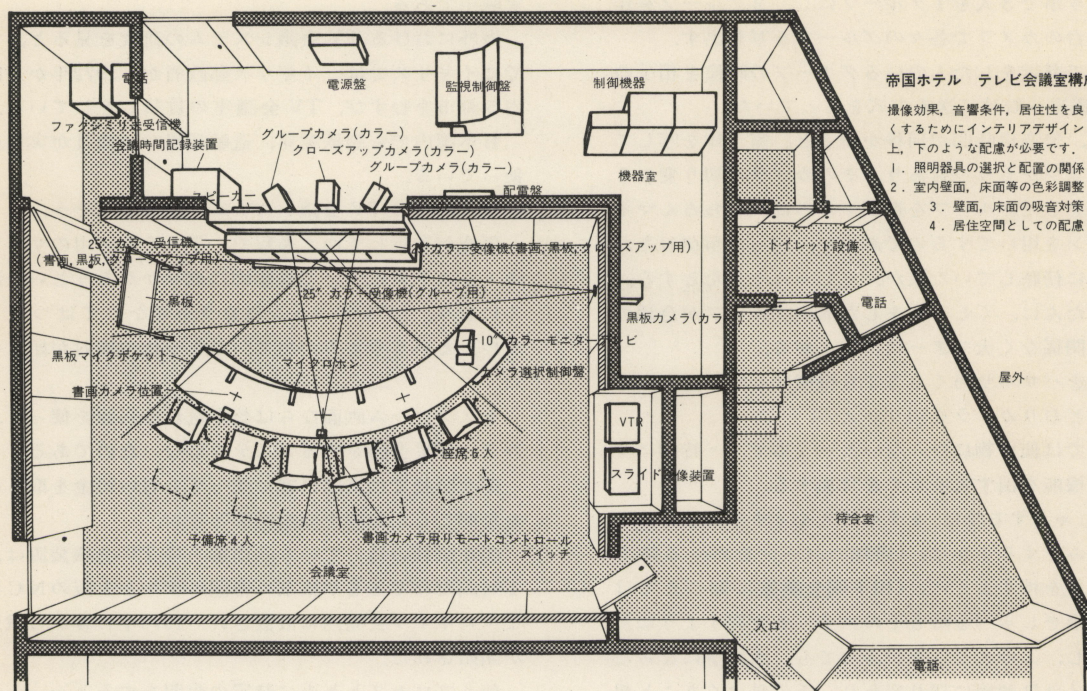 帝国ホテル　テレビ会議室構成
撮像効果，音響条件，居住性を良
くするためにインテリアデザイン
上，下のような配慮が必要です．
1．照明器具の選択と配置の関係
2．室内壁面，床面等の色彩調整
3．壁面，床面の吸音対策
4．居住空間としての配慮
電話
ファクシミリ送受信機
会議時間記録装置
電源盤
監視制御盤
制御機器
グループカメラ(カラー)
クローズアップカメラ(カラー)
グループカメラ(カラー)
機器室
スピーカー
配電盤
25″カラー受信機
(書画，黒板，クローズアップ用)
カラー受像機(書画，黒板，クローズアップ用)
トイレット設備
黒板
25″カラー受像機(グループ用)
黒板カメラ(カラー)
電話
10″カラーモニターテレビ
カメラ選択制御盤
黒板マイクポケット
マイクロホン
書画カメラ位置
屋外
VTR
座席6人
スライド映像装置
待合室
予備席4人
書画カメラ用リモートコントロール
スイッチ
会議室
入口
電話